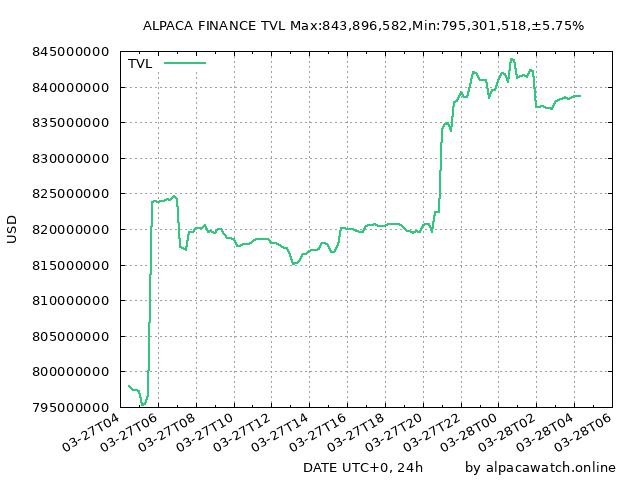 ALPACA FINANCE TVL Max:843,896,582,Min:795,301,518,±5.75%
845000000
TVL
840000000
835000000
830000000
825000000
820000000
815000000
810000000
805000000
800000000
795000000
USD
03-27T04
03-27T06
03-27T08
03-27T10
03-27T12
03-27T14
03-27T16
03-27T18
03-27T20
03-27T22
03-28T00
03-28T02
03-28T04
03-28T06
DATE UTC+0, 24h
by alpacawatch.online